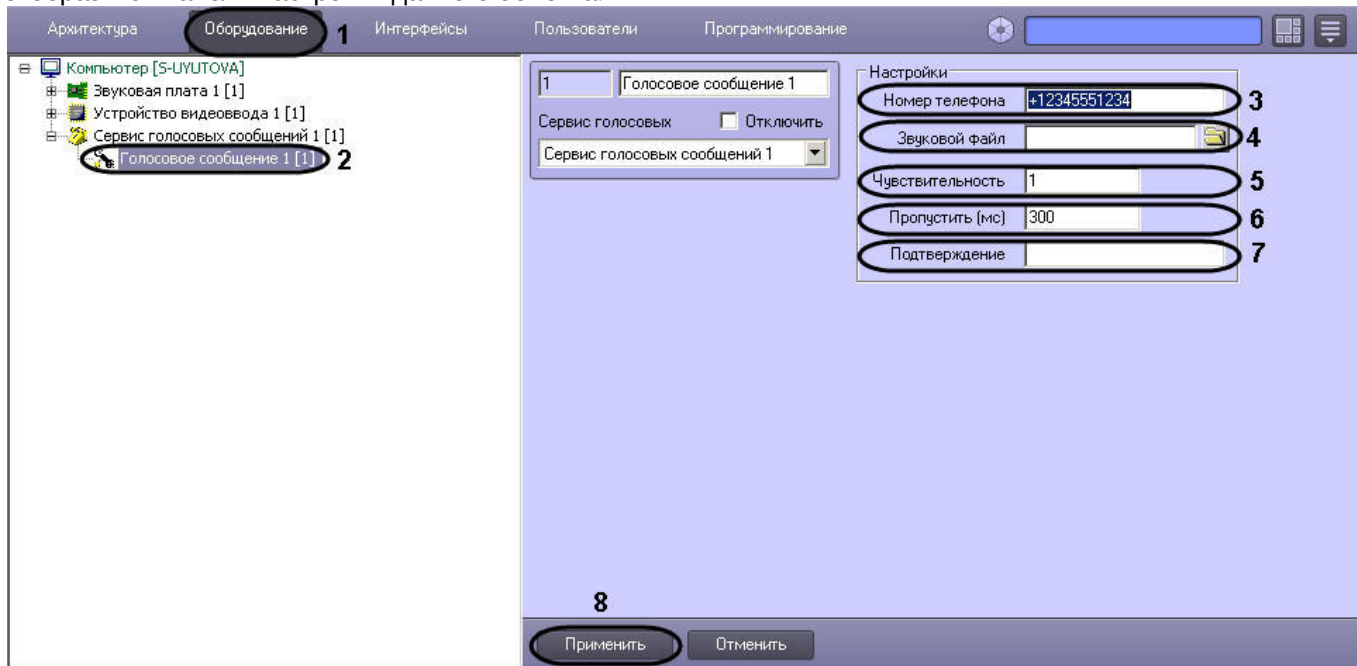 Архитектура Оборудование 1 Интерфейсы Пользователи Программирование
Компьютер [S-UYUTOVA]
Звуковая плата 1 [1]
Устройство видеоввода 1 [1]
Сервис голосовых сообщений 1 [1]
Голосовое сообщение 1 [1] 2
1 Голосовое сообщение 1
Сервис голосовых Отключить
Сервис голосовых сообщений 1
Настройки
Номер телефона +12345551234 3
Звуковой файл 4
Чувствительность 1 5
Пропустить (мс) 300 6
Подтверждение 7
8
Применить Отменить